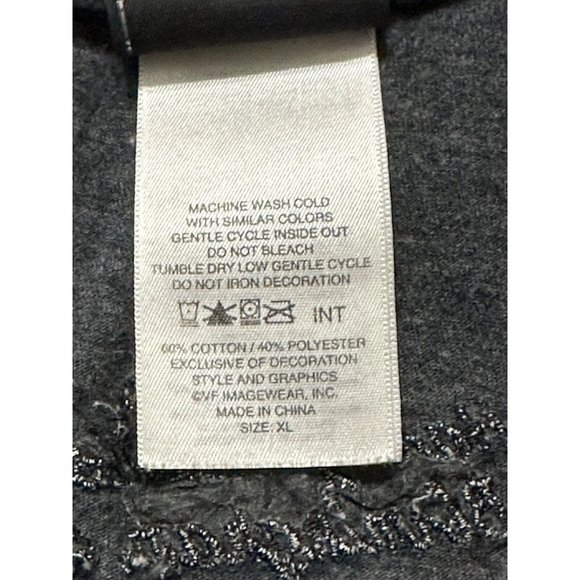 MACHINE WASH COLD
WITH SIMILAR COLORS
GENTLE CYCLE INSIDE OUT
DO NOT BLEACH
TUMBLE DRY LOW GENTLE CYCLE
DO NOT IRON DECORATION
INT
60% COTTON / 40% POLYESTER
EXCLUSIVE OF DECORATION
STYLE AND GRAPHICS
©VF IMAGEWEAR, INC.
MADE IN CHINA
SIZE: XL